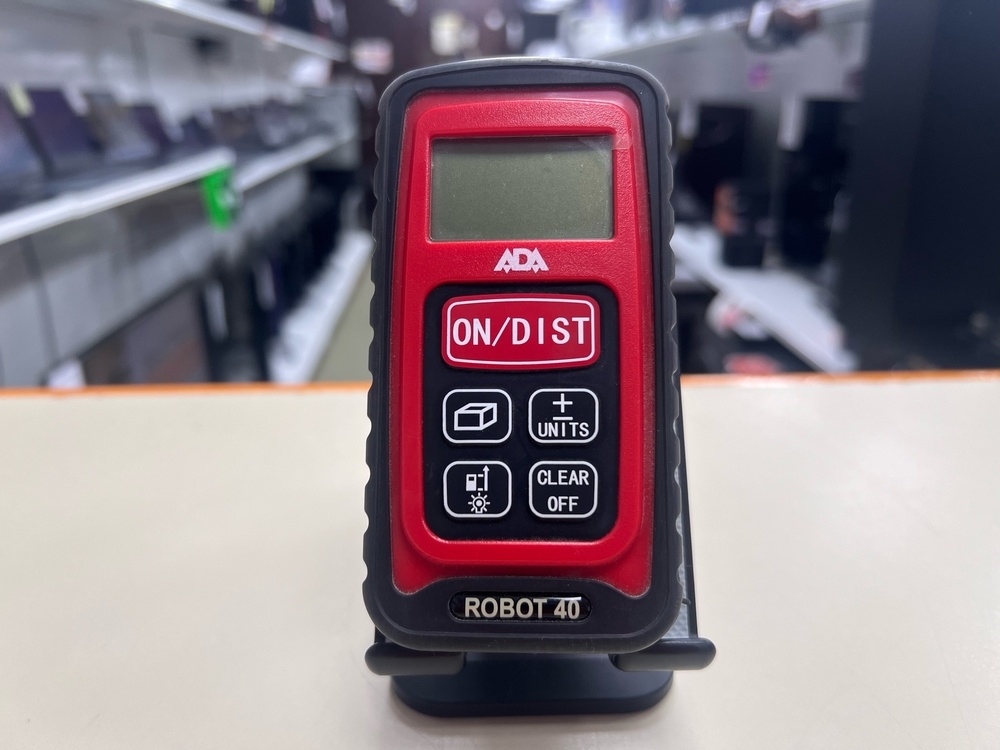 ADA
ON/DIST
±
UNITS
CLEAR
OFF
ROBOT 40